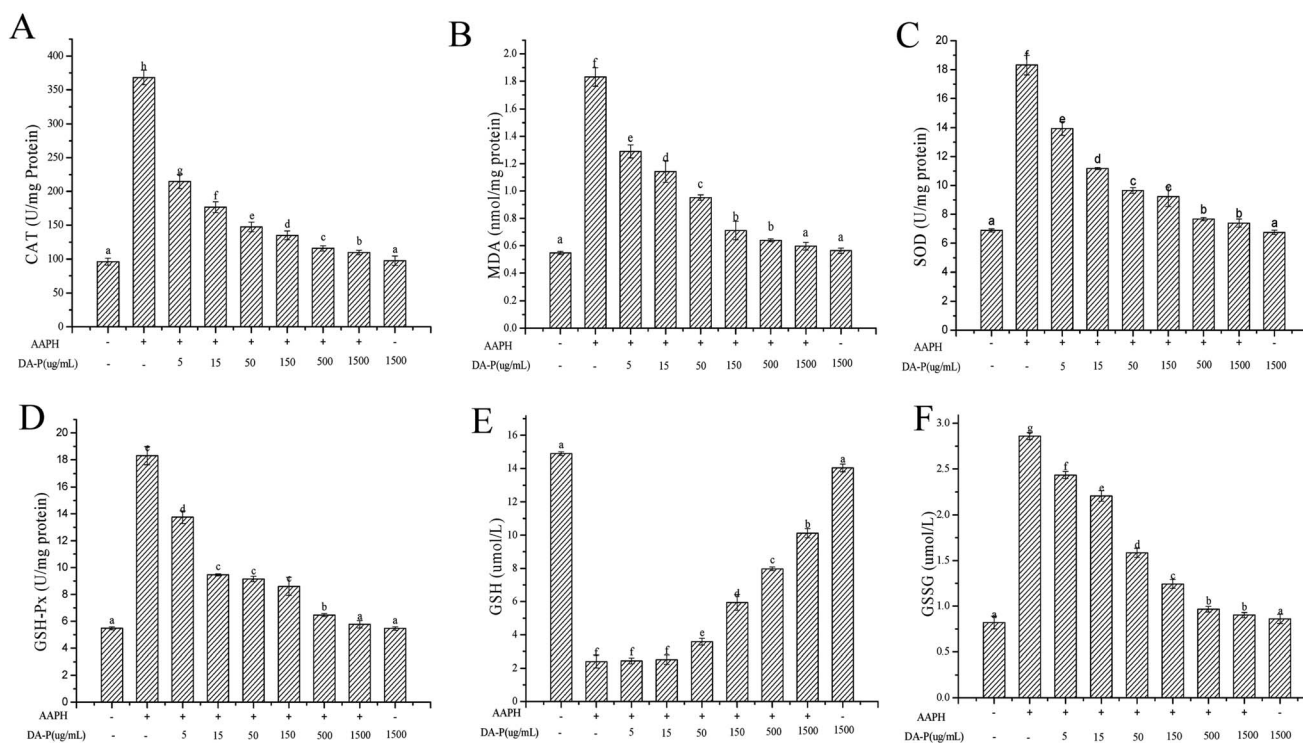 A
CAT (U/mg Protein)
400
350
300
250
200
150
100
50
0
a h g f e d c b a
AAPH - + + + + + + + -
DA-P(ug/mL) - - 5 15 50 150 500 1500 1500
B
MDA (nmol/mg protein)
2.0
1.8
1.6
1.4
1.2
1.0
0.8
0.6
0.4
0.2
0.0
a f e d c b b a a
AAPH - + + + + + + + -
- - 5 15 50 150 500 1500 1500
C
SOD (U/mg protein)
20
18
16
14
12
10
8
6
4
2
0
a f e d c e b b a
AAPH - + + + + + + + -
DA-P(ug/mL) - - 5 15 50 150 500 1500 1500
D
GSH-Px (U/mg protein)
20
18
16
14
12
10
8
6
4
2
0
a e d c c c b a a
AAPH - + + + + + + + -
DA-P(ug/mL) - - 5 15 50 150 500 1500 1500
E
GSH (umol/L)
16
14
12
10
8
6
4
2
0
a f f f e d c b a
AAPH - + + + + + + + -
DA-P(ug/mL) - - 5 15 50 150 500 1500 1500
F
GSSG (umol/L)
3.0
2.5
2.0
1.5
1.0
0.5
0.0
a g f e d c b b a
AAPH - + + + + + + + -
DA-P(ug/mL) - - 5 15 50 150 500 1500 1500